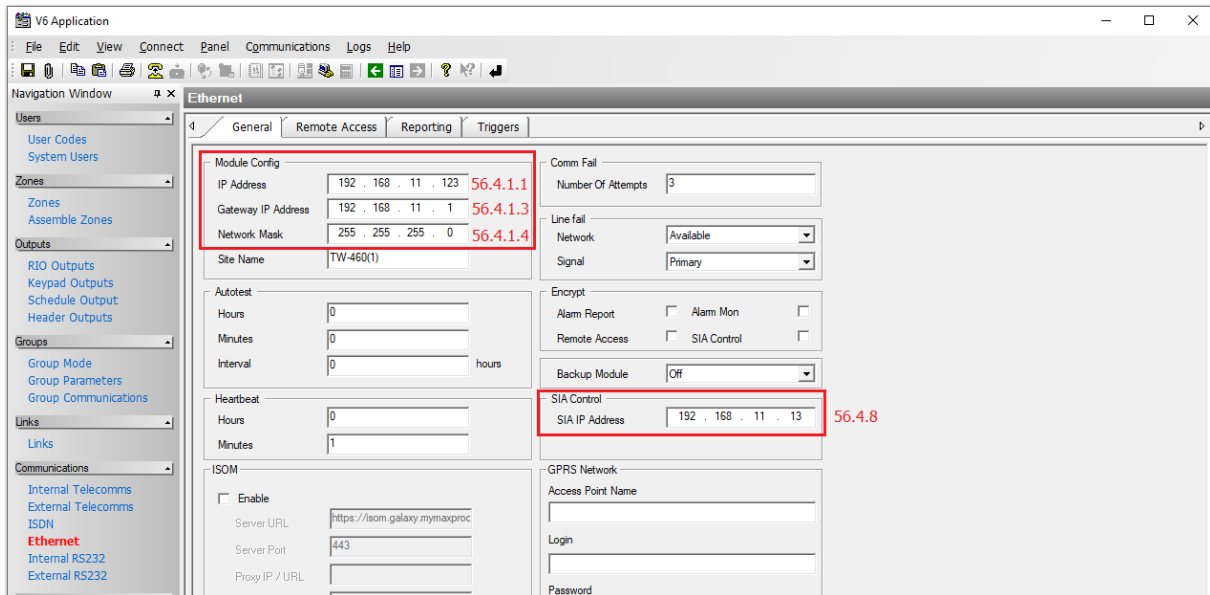 V6 Application
File Edit View Connect Panel Communications Logs Help
Navigation Window
Ethernet
Users
User Codes
System Users
Zones
Zones
Assemble Zones
Outputs
RIO Outputs
Keypad Outputs
Schedule Output
Header Outputs
Groups
Group Mode
Group Parameters
Group Communications
Links
Links
Communications
Internal Telecomms
External Telecomms
ISDN
Ethernet
Internal RS232
External RS232
General Remote Access Reporting Triggers
Module Config
IP Address 192 . 168 . 11 . 123 56.4.1.1
Gateway IP Address 192 . 168 . 11 . 1 56.4.1.3
Network Mask 255 . 255 . 255 . 0 56.4.1.4
Site Name TW-460(1)
Autotest
Hours 0
Minutes 0
Interval 0 hours
Heartbeat
Hours 0
Minutes 1
ISOM
Enable
Server URL https://isom.galaxy.mymaxproc
Server Port 443
Proxy IP / URL
Comm Fail
Number Of Attempts 3
Line fail
Network Available
Signal Primary
Encrypt
Alarm Report Alarm Mon
Remote Access SIA Control
Backup Module Off
SIA Control
SIA IP Address 192 . 168 . 11 . 13 56.4.8
GPRS Network
Access Point Name
Login
Password